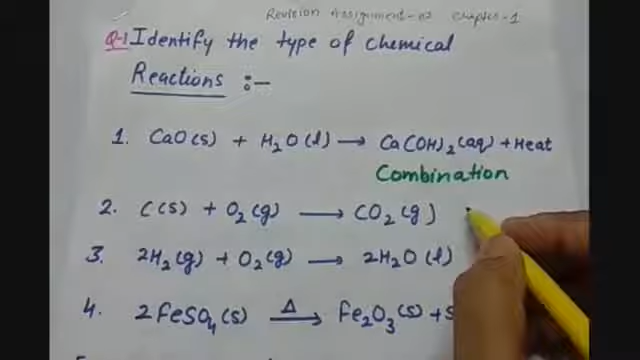 Revision Assignment-02 Chapter-1
Q-1 Identify the type of chemical
Reactions :-
1. CaO(s) + H₂O(l) → Ca(OH)₂(aq) + Heat
Combination
2. C(s) + O₂(g) → CO₂(g)
3. 2H₂(g) + O₂(g) → 2H₂O(l)
4. 2FeSO₄(s) Δ→ Fe₂O₃(s) + S